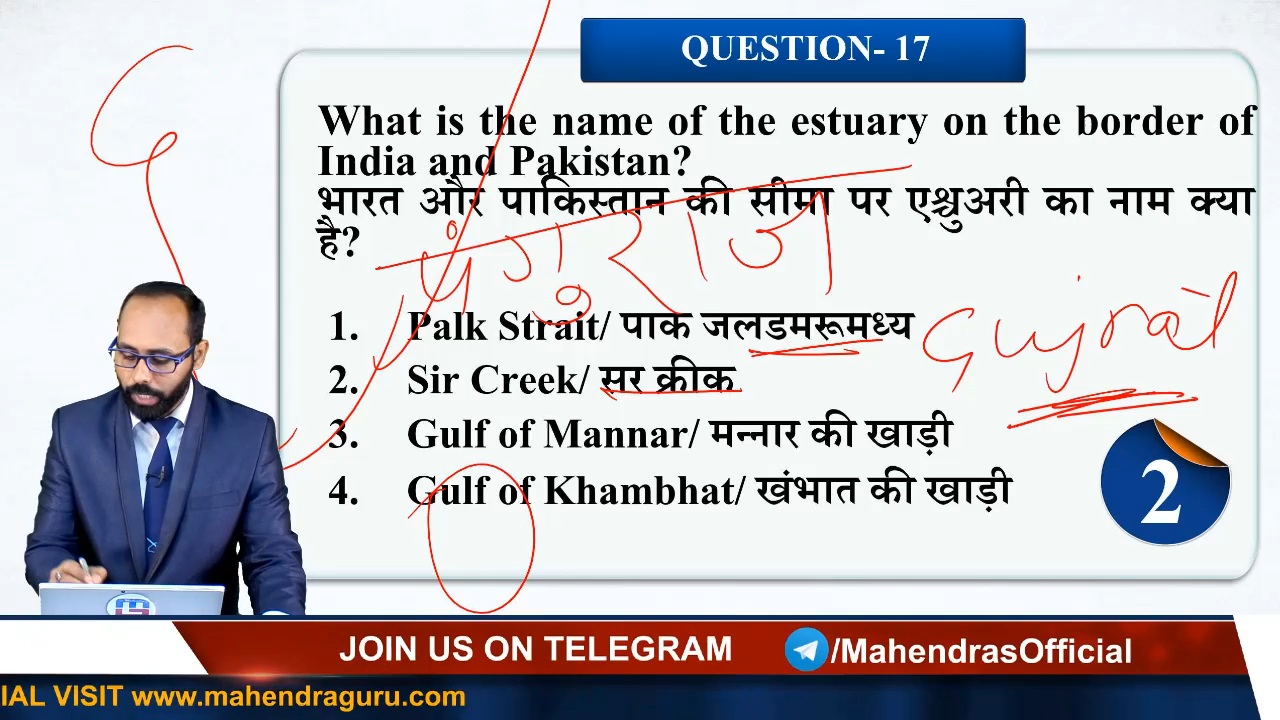 QUESTION- 17
What is the name of the estuary on the border of
India and Pakistan?
भारत और पाकिस्तान की सीमा पर एश्चुअरी का नाम क्या
है?
पंगुराज
1. Palk Strait/ पाक जलडमरूमध्य
Gujrat
2. Sir Creek/ सर क्रीक
3. Gulf of Mannar/ मन्नार की खाड़ी
4. Gulf of Khambhat/ खंभात की खाड़ी
2
JOIN US ON TELEGRAM /MahendrasOfficial
IAL VISIT www.mahendraguru.com